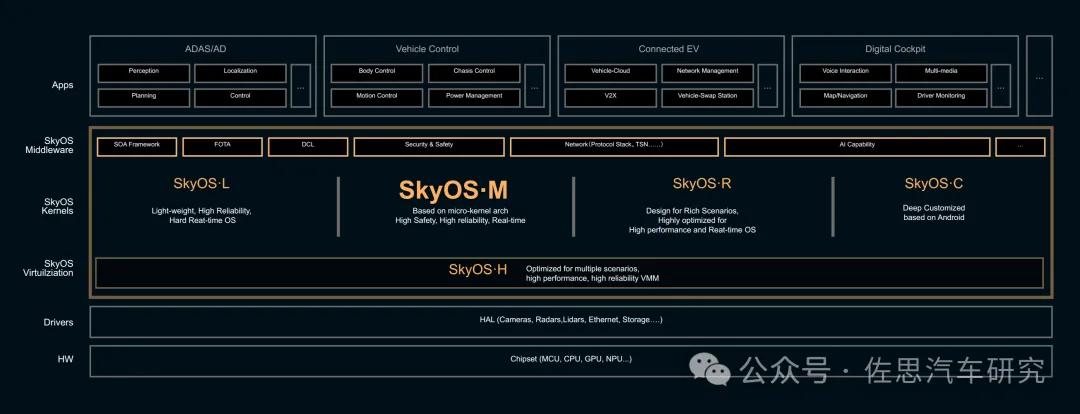 ADAS/AD
Vehicle Control
Connected EV
Digital Cockpit
Apps
Perception
Localization
Planning
Control
...
Body Control
Chasis Control
Motion Control
Power Management
...
Vehicle-Cloud
Network Management
V2X
Vehicle-Swap Station
...
Voice Interaction
Multi-media
Map/Navigation
Driver Monitoring
...
...
SkyOS
Middleware
SOA Framework
FOTA
DCL
Security & Safety
Network(Protocol Stack、TSN......)
AI Capability
...
SkyOS
Kernels
SkyOS·L
Light-weight, High Reliability,
Hard Reat-time OS
SkyOS·M
Based on micro-kernel arch
High Safety, High reliability, Real-time
SkyOS·R
Design for Rich Scenarios,
Highly optimized for
High performance and Reat-time OS
SkyOS·C
Deep Customized
based on Android
SkyOS
Virtuilziation
SkyOS·H
Optimized for multiple scenarios,
high performance, high reliability VMM
Drivers
HAL (Cameras, Radars,Lidars, Ethernet, Storage....)
HW
Chipset (MCU, CPU, GPU, NPU...)
公众号 · 佐思汽车研究